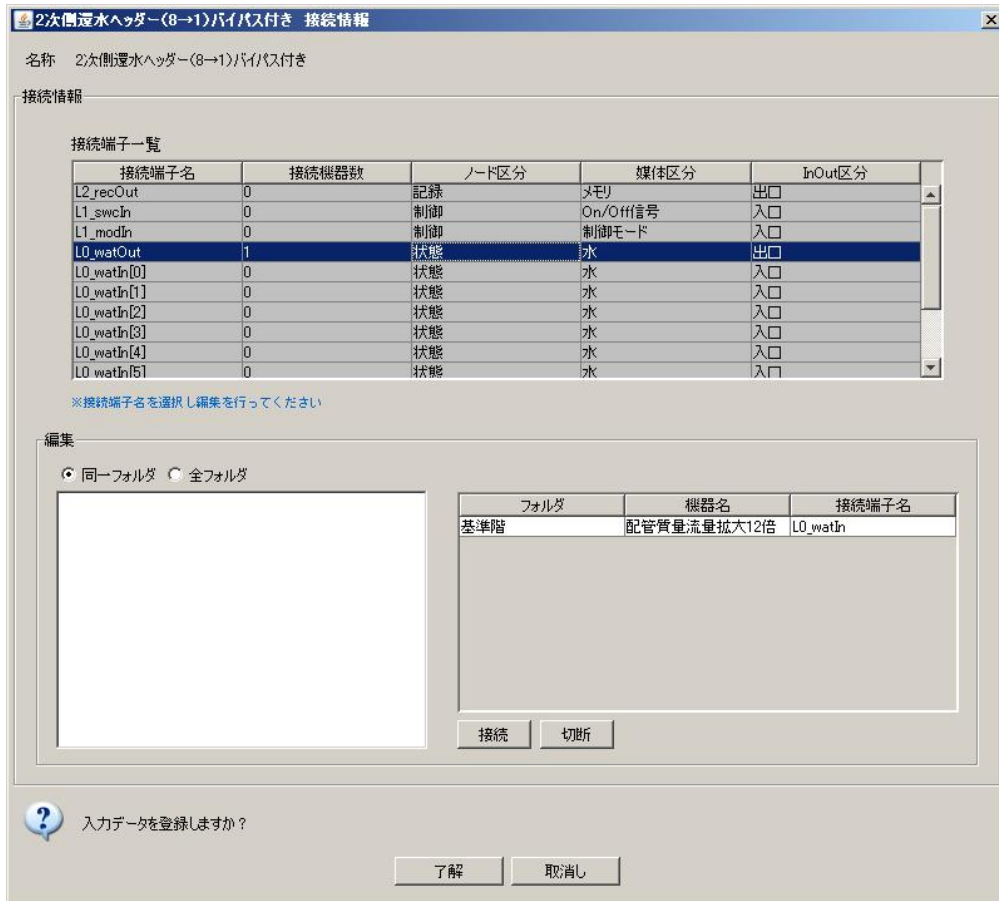 2次側還水ヘッダー(8→1)バイパス付き 接続情報
名称 2次側還水ヘッダー(8→1)バイパス付き
接続情報
接続端子一覧
接続端子名 接続機器数 ノード区分 媒体区分 InOut区分
L2_recOut 0 記録 メモリ 出口
L1_swcIn 0 制御 On/Off信号 入口
L1_modIn 0 制御 制御モード 入口
L0_watOut 1 状態 水 出口
L0_watIn[0] 0 状態 水 入口
L0_watIn[1] 0 状態 水 入口
L0_watIn[2] 0 状態 水 入口
L0_watIn[3] 0 状態 水 入口
L0_watIn[4] 0 状態 水 入口
L0_watIn[5] 0 状態 水 入口
※接続端子名を選択し編集を行ってください
編集
同一フォルダ 全フォルダ
フォルダ 機器名 接続端子名
基準階 配管質量流量拡大12倍 L0_watIn
接続 切断
入力データを登録しますか？
了解 取消し